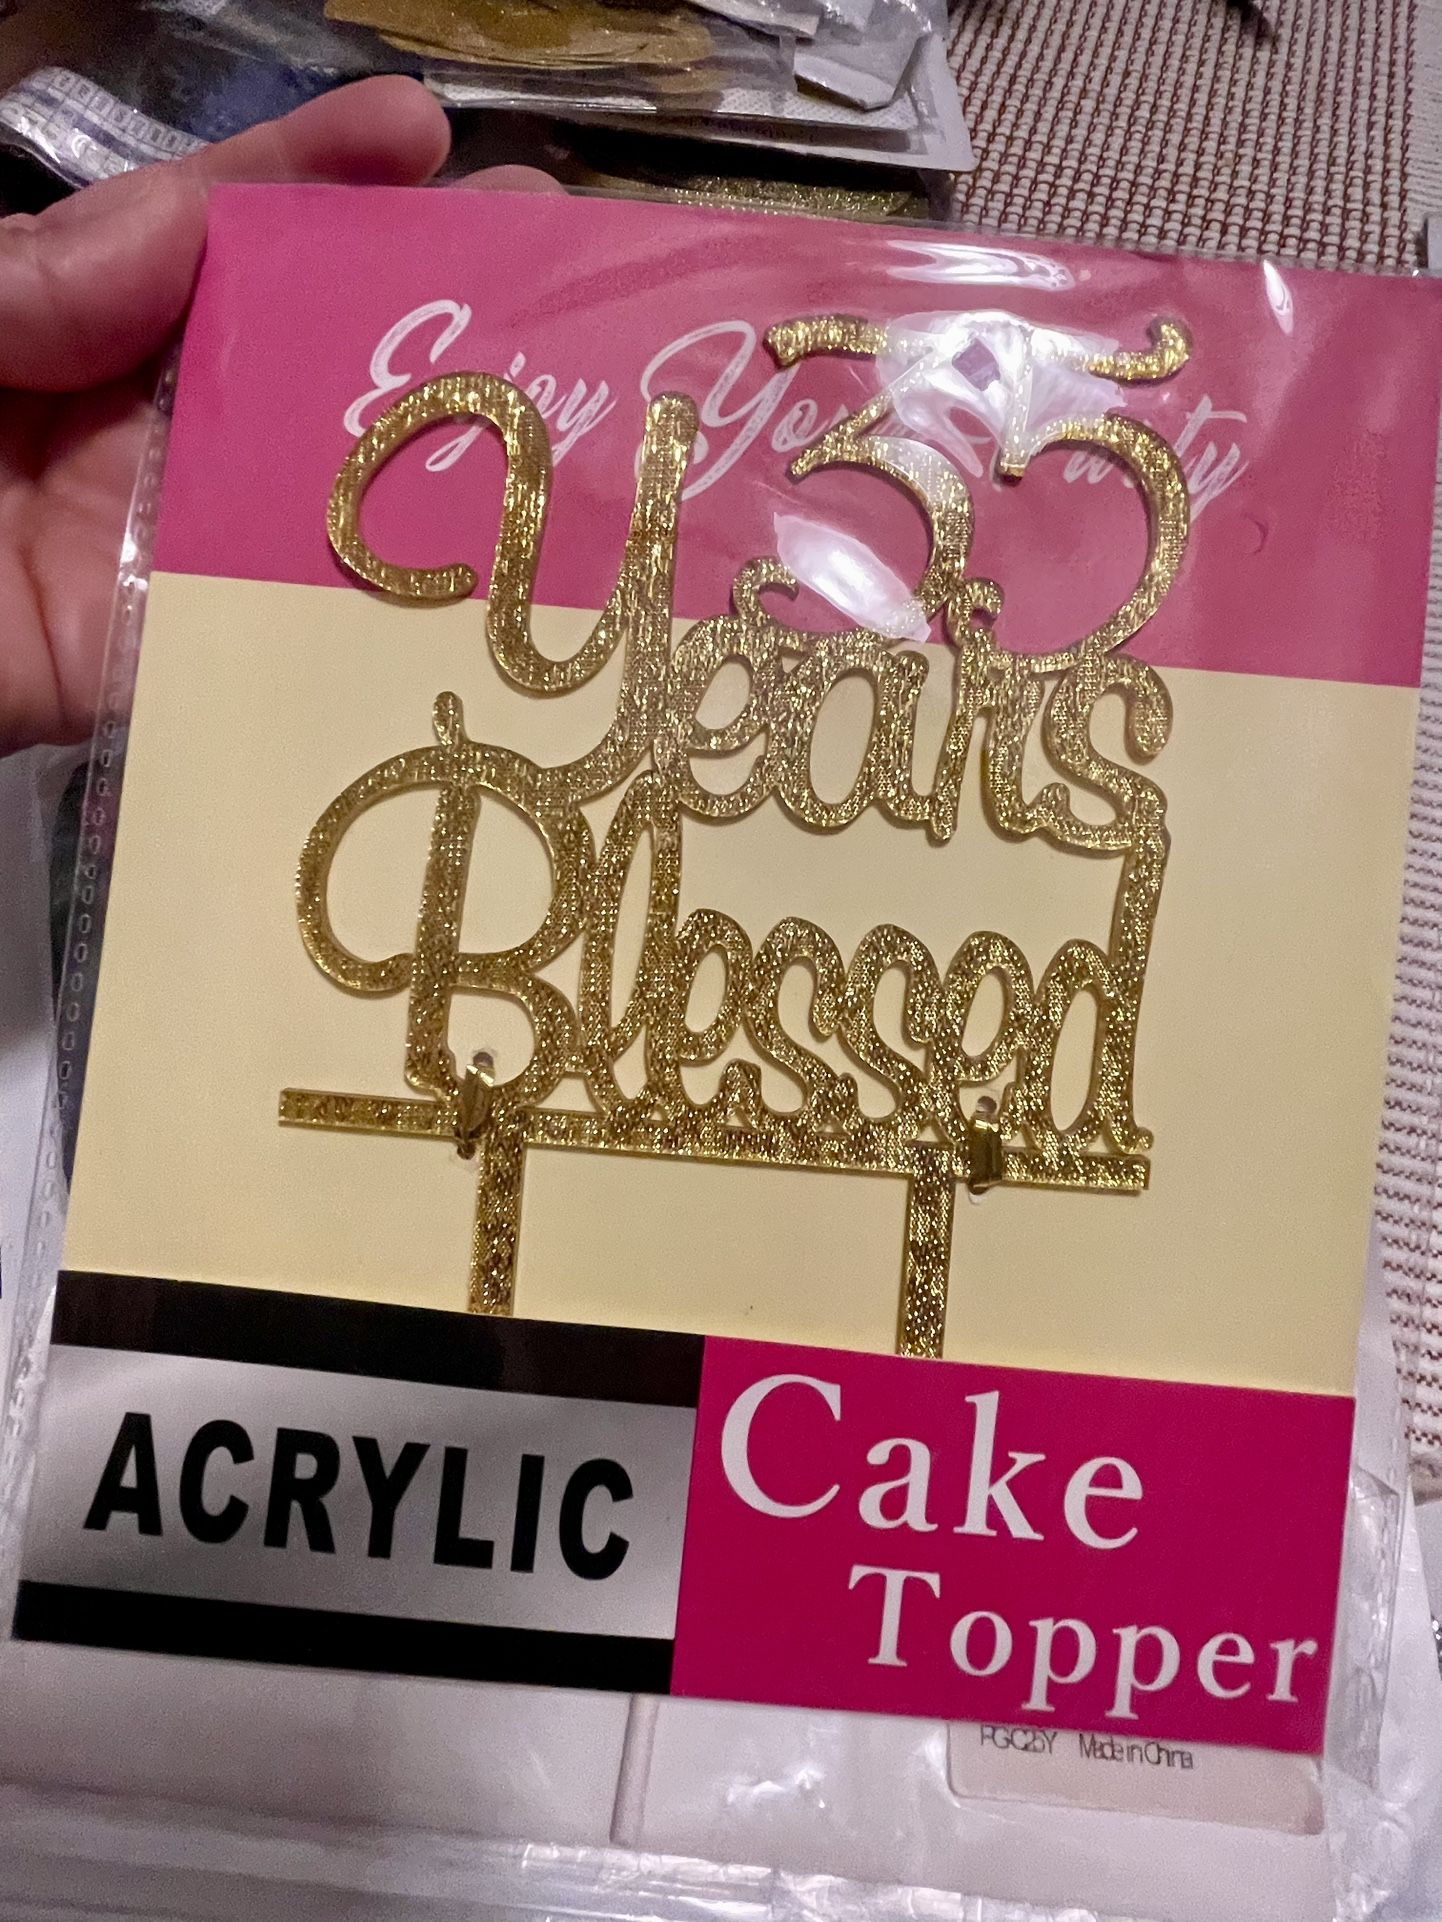 Enjoy Your Party
35
Years
Blessed
ACRYLIC
Cake
Topper
Made in China